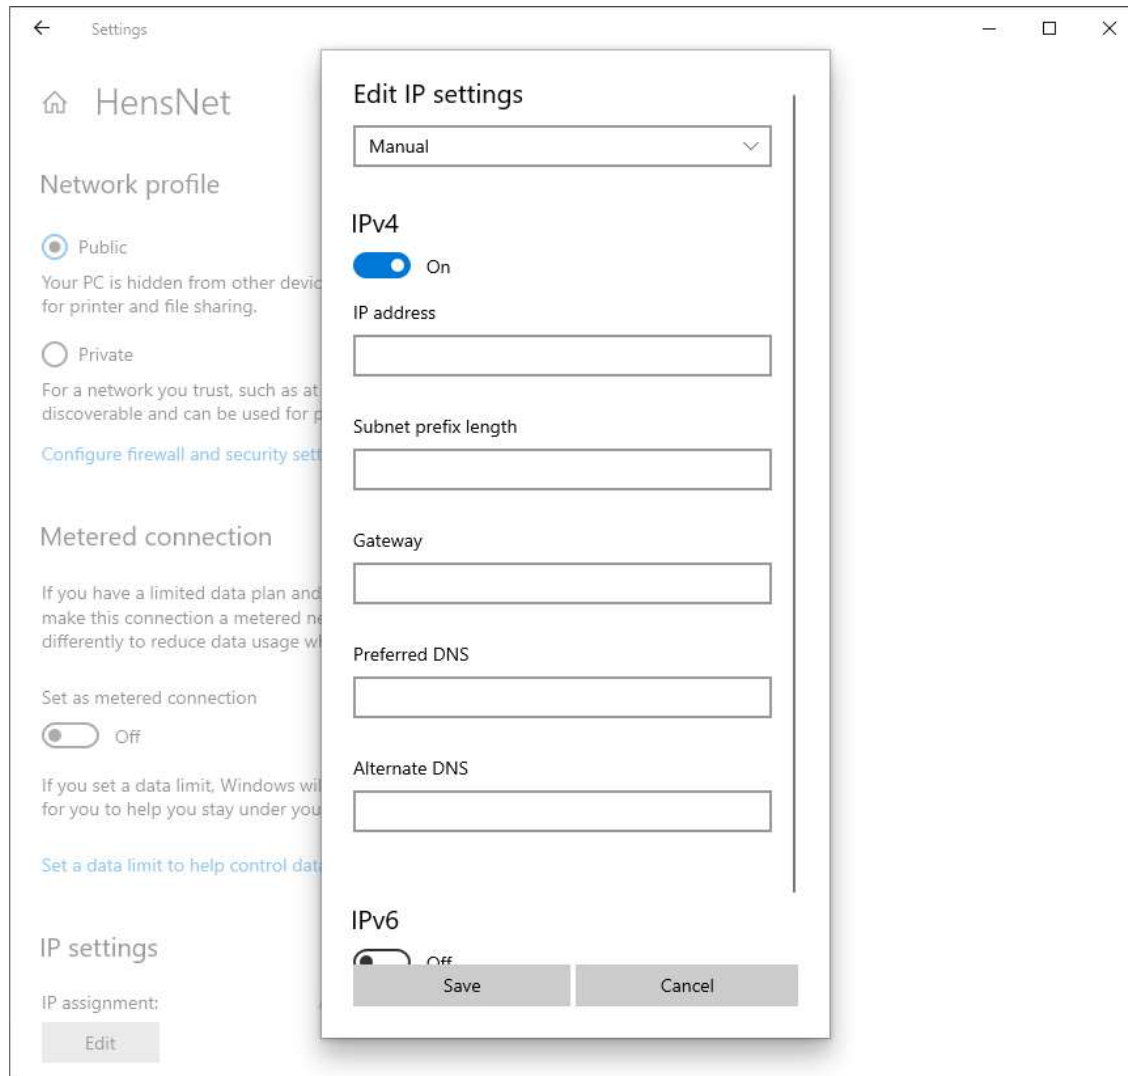 Settings
HensNet
Network profile
Public
Your PC is hidden from other devic
for printer and file sharing.
Private
For a network you trust, such as at
discoverable and can be used for p
Configure firewall and security sett
Metered connection
If you have a limited data plan and
make this connection a metered ne
differently to reduce data usage wh
Set as metered connection
Off
If you set a data limit, Windows wil
for you to help you stay under you
Set a data limit to help control data
IP settings
IP assignment:
Edit
Edit IP settings
Manual
IPv4
On
IP address
Subnet prefix length
Gateway
Preferred DNS
Alternate DNS
IPv6
Off
Save
Cancel